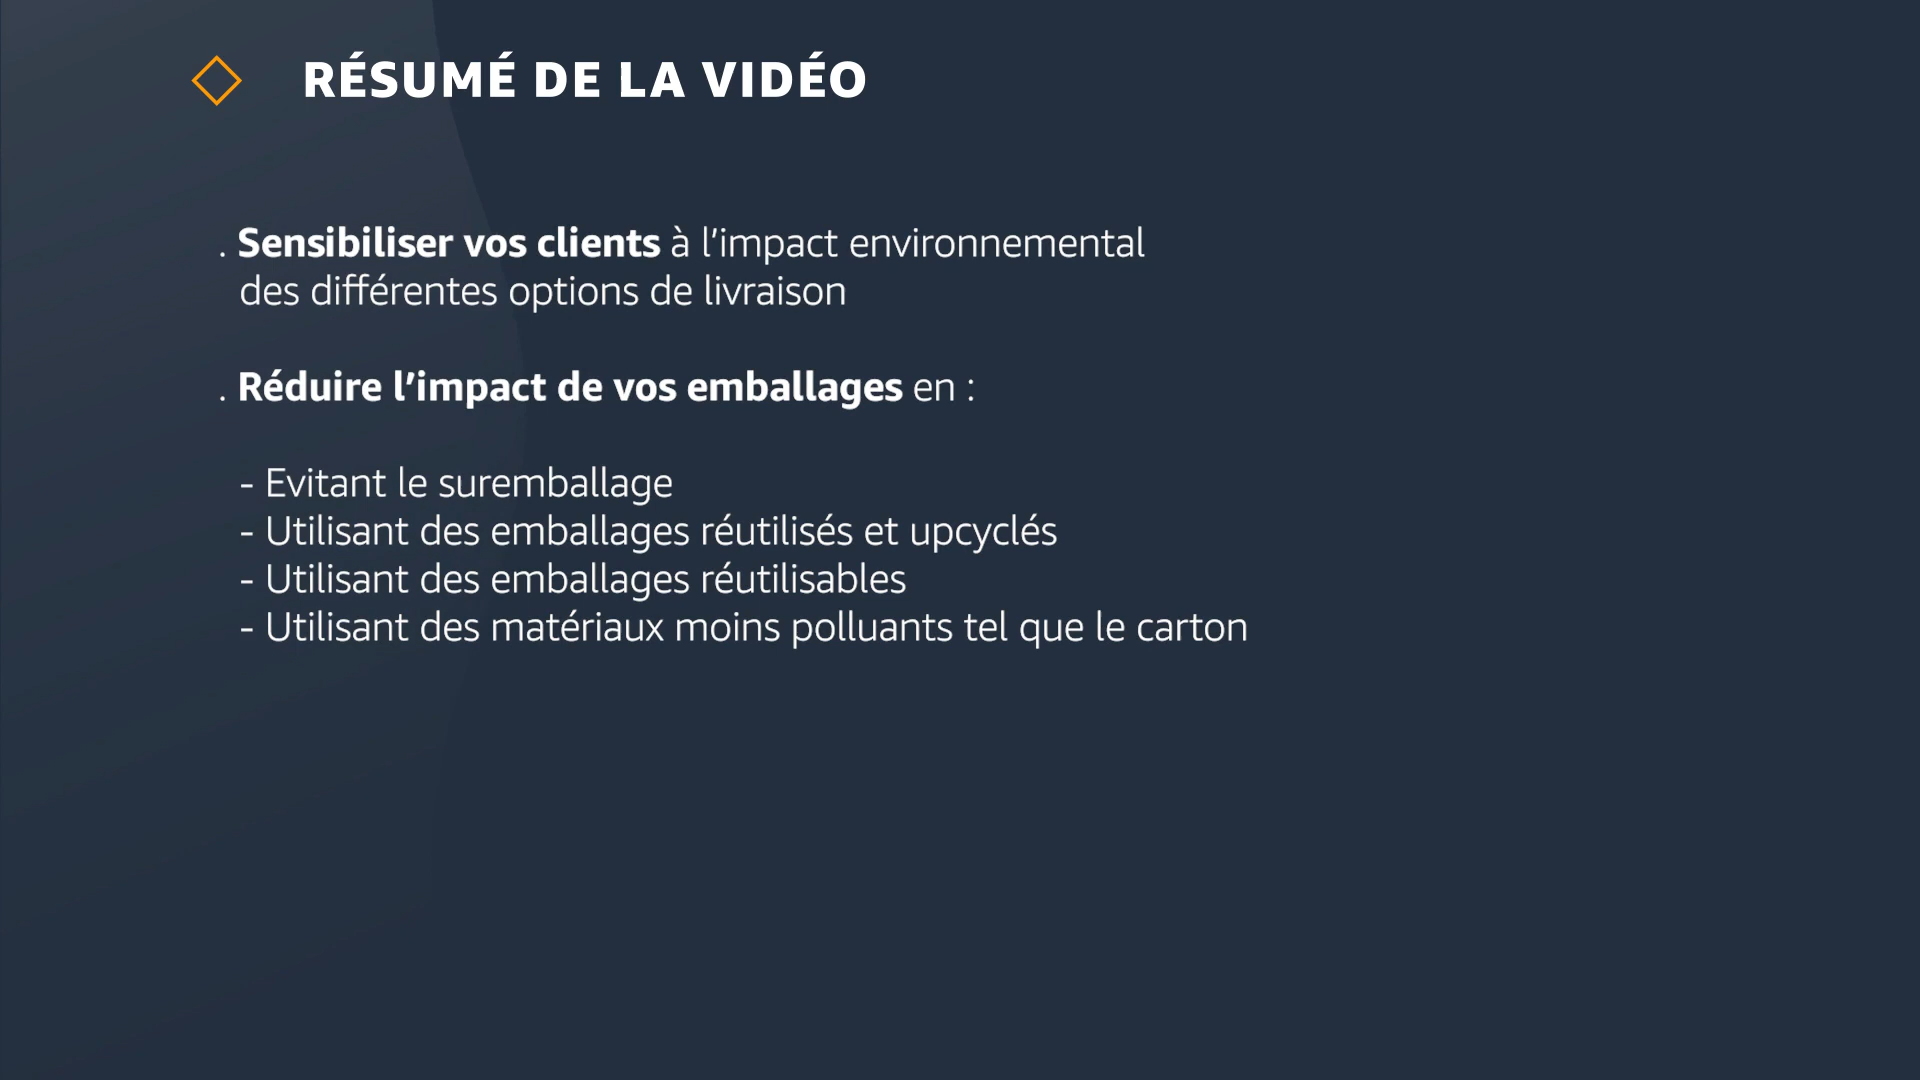 RÉSUMÉ DE LA VIDÉO
. Sensibiliser vos clients à l’impact environnemental
des différentes options de livraison
. Réduire l’impact de vos emballages en :
- Evitant le suremballage
- Utilisant des emballages réutilisés et upcyclés
- Utilisant des emballages réutilisables
- Utilisant des matériaux moins polluants tel que le carton